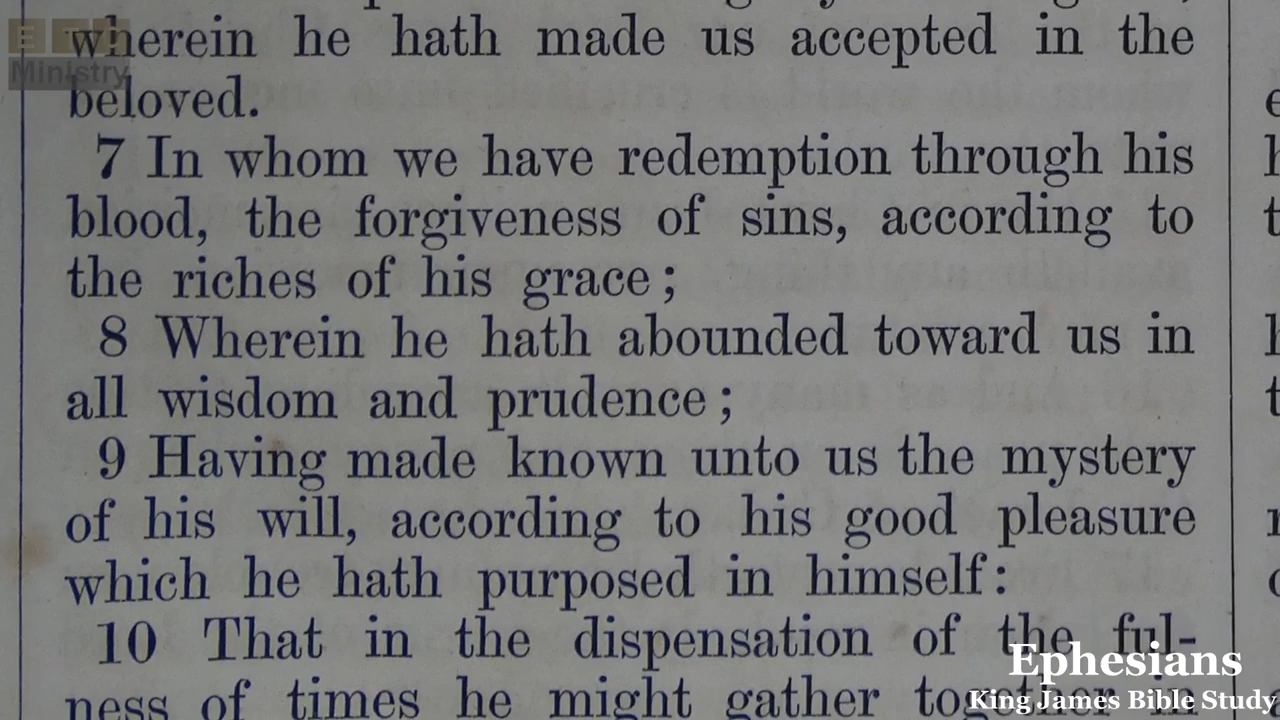 wherein he hath made us accepted in the
beloved.
7 In whom we have redemption through his
blood, the forgiveness of sins, according to
the riches of his grace;
8 Wherein he hath abounded toward us in
all wisdom and prudence;
9 Having made known unto us the mystery
of his will, according to his good pleasure
which he hath purposed in himself:
10 That in the dispensation of the ful-
ness of times he might gather together in
Ministry
Ephesians
King James Bible Study